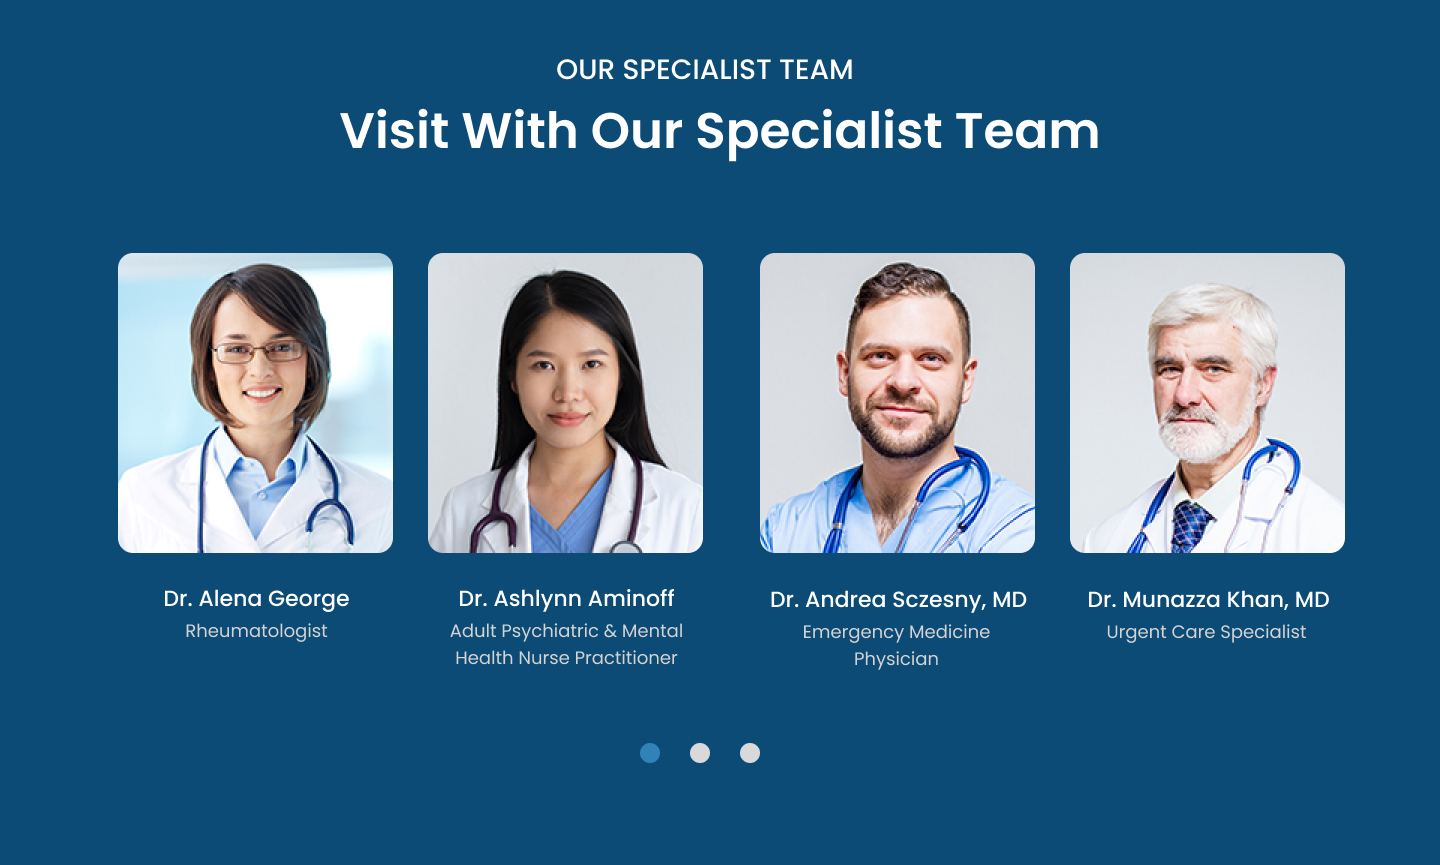 OUR SPECIALIST TEAM
Visit With Our Specialist Team
Dr. Alena George
Rheumatologist
Dr. Ashlynn Aminoff
Adult Psychiatric & Mental
Health Nurse Practitioner
Dr. Andrea Sczesny, MD
Emergency Medicine
Physician
Dr. Munazza Khan, MD
Urgent Care Specialist